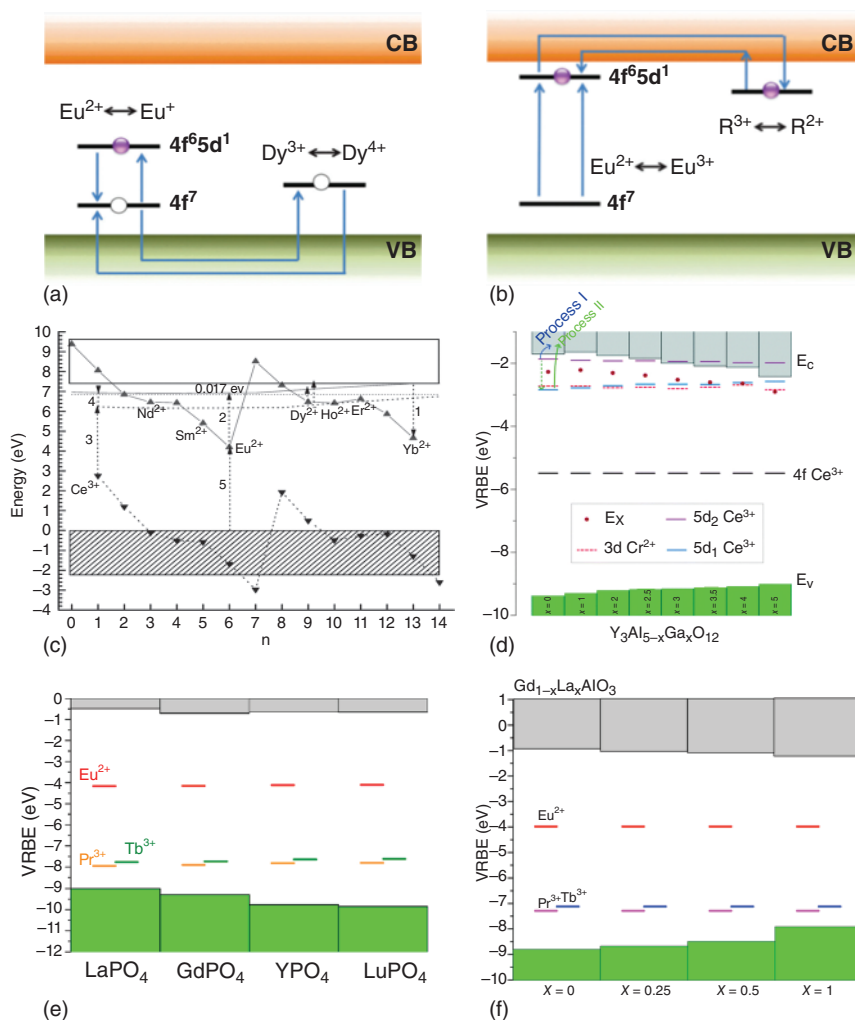 CB
4f⁶5d¹
Eu²⁺ ⟷ Eu⁺
Dy³⁺ ⟷ Dy⁴⁺
4f⁷
VB
(a)
CB
4f⁶5d¹
R³⁺ ⟷ R²⁺
Eu²⁺ ⟷ Eu³⁺
4f⁷
VB
(b)
Energy (eV)
10
9
8
7
6
5
4
3
2
1
0
−1
−2
−3
−4
0.017 ev
4
Nd²⁺
Dy²⁺
Ho²⁺
Er²⁺
1
3
2
Sm²⁺
Eu²⁺
Yb²⁺
Ce³⁺
5
0 1 2 3 4 5 6 7 8 9 10 11 12 13 14
n
(c)
Process I
Process II
VRBE (eV)
−2
−4
−6
−8
−10
E_c
4f Ce³⁺
E_X
5d₂ Ce³⁺
3d Cr²⁺
5d₁ Ce³⁺
E_v
x = 0
x = 1
x = 2
x = 2.5
x = 3
x = 3.5
x = 4
x = 5
Y₃Al₅₋ₓGaₓO₁₂
(d)
VRBE (eV)
0
−1
−2
−3
−4
−5
−6
−7
−8
−9
−10
−11
−12
Eu²⁺
Tb³⁺
Pr³⁺
LaPO₄ GdPO₄ YPO₄ LuPO₄
(e)
Gd₁₋ₓLaₓAlO₃
VRBE (eV)
1
0
−1
−2
−3
−4
−5
−6
−7
−8
−9
−10
Eu²⁺
Pr³⁺Tb³⁺
X = 0 X = 0.25 X = 0.5 X = 1
(f)